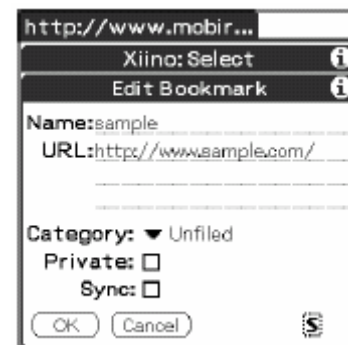 http://www.mobir...
Xiino: Select
Edit Bookmark
Name: sample
URL: http://www.sample.com/
Category: Unfiled
Private:
Sync:
OK Cancel